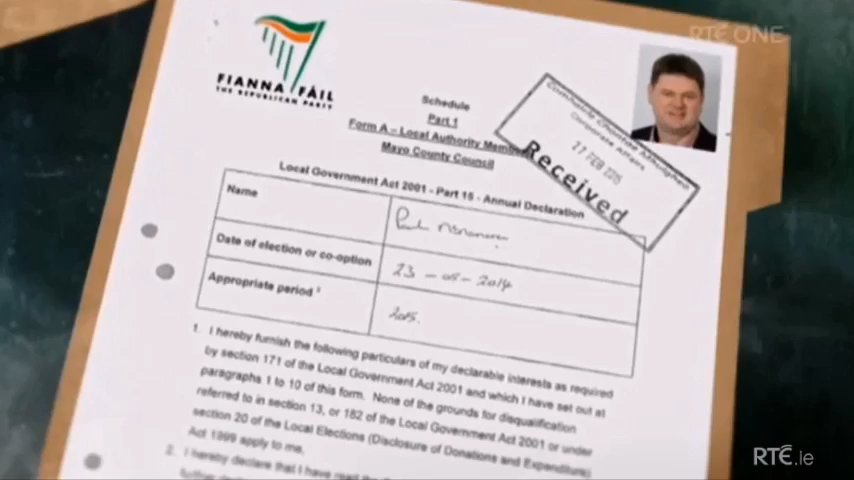 RTÉ ONE
FIANNA FÁIL
THE REPUBLICAN PARTY
Schedule
Part 1
Form A – Local Authority Members
Mayo County Council
Comhairle Chontae Mhaigheo
Corporate Affairs
27 FEB 2015
Received
Local Government Act 2001 - Part 15 - Annual Declaration
Name
Date of election or co-option
23 - 05 - 2014
Appropriate period
2015.
1. I hereby furnish the following particulars of my declarable interests as required
by section 171 of the Local Government Act 2001 and which I have set out at
paragraphs 1 to 10 of this form. None of the grounds for disqualification
referred to in section 13, or 182 of the Local Government Act 2001 or under
section 20 of the Local Elections (Disclosure of Donations and Expenditure)
Act 1999 apply to me.
2. I hereby declare that I have read the
RTÉ.ie